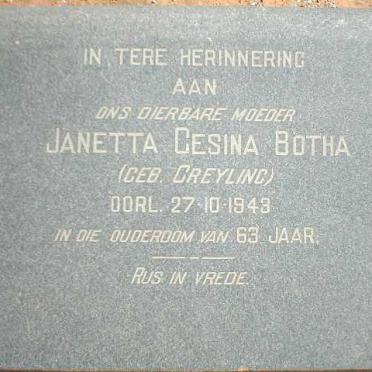 IN TERE HERINNERING
AAN
ONS DIERBARE MOEDER
JANETTA GESINA BOTHA
(GEB. GREYLING)
OORL. 27·10·1943
IN DIE OUDERDOM VAN 63 JAAR.
RUS IN VREDE.